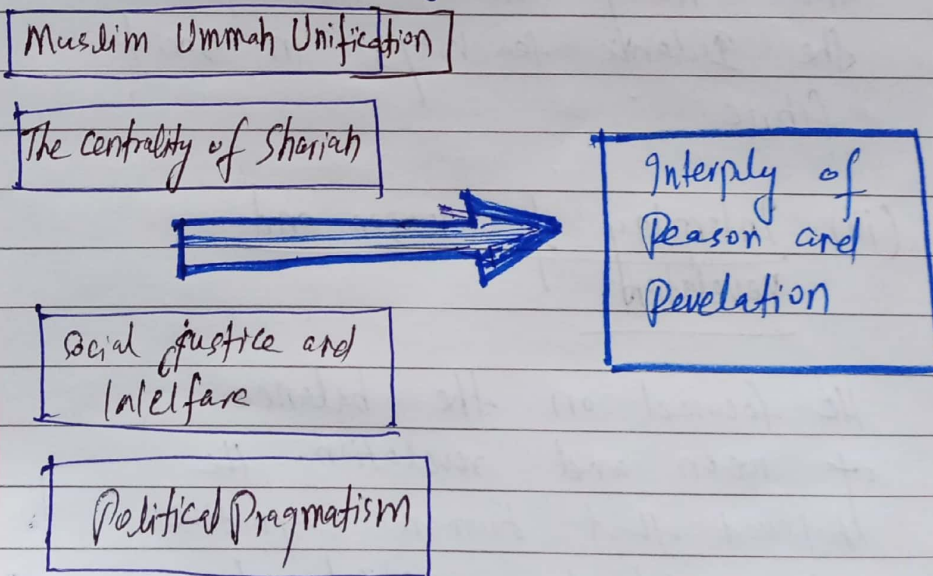 Muslim Ummah Unification
The centrality of Shariah
Social justice and
Welfare
Political Pragmatism
Interply of
Reason and
Revelation